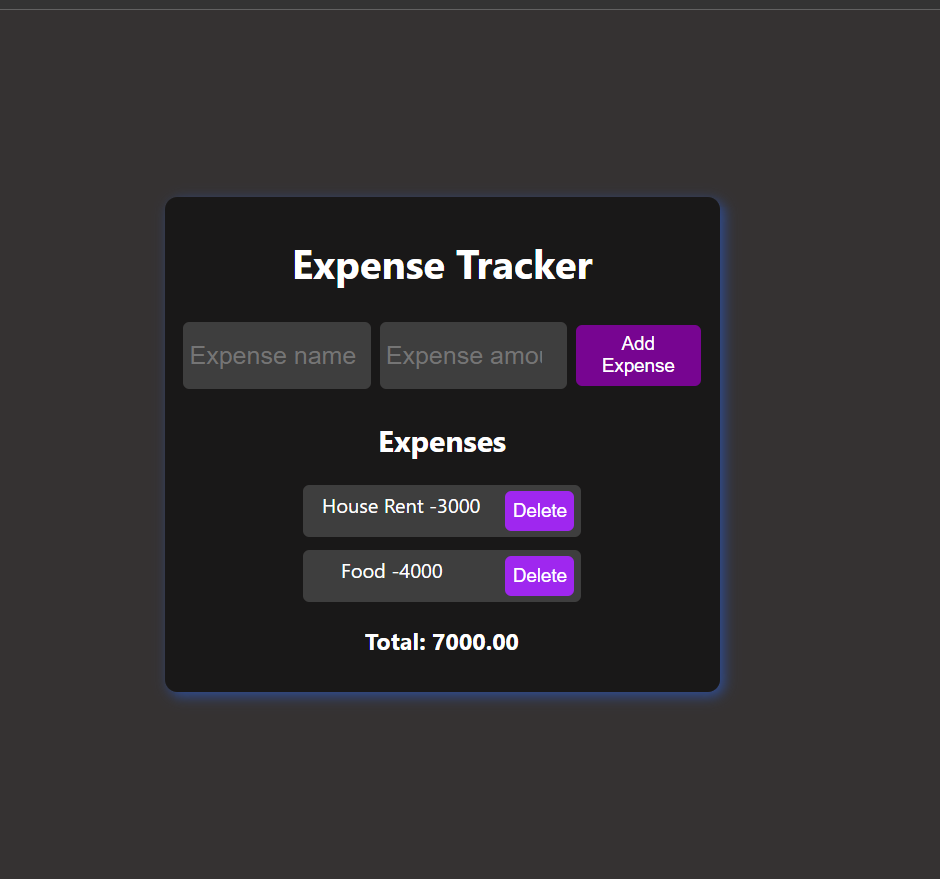 Expense Tracker
Expense name Expense amou Add
Expense
Expenses
House Rent -3000 Delete
Food -4000 Delete
Total: 7000.00